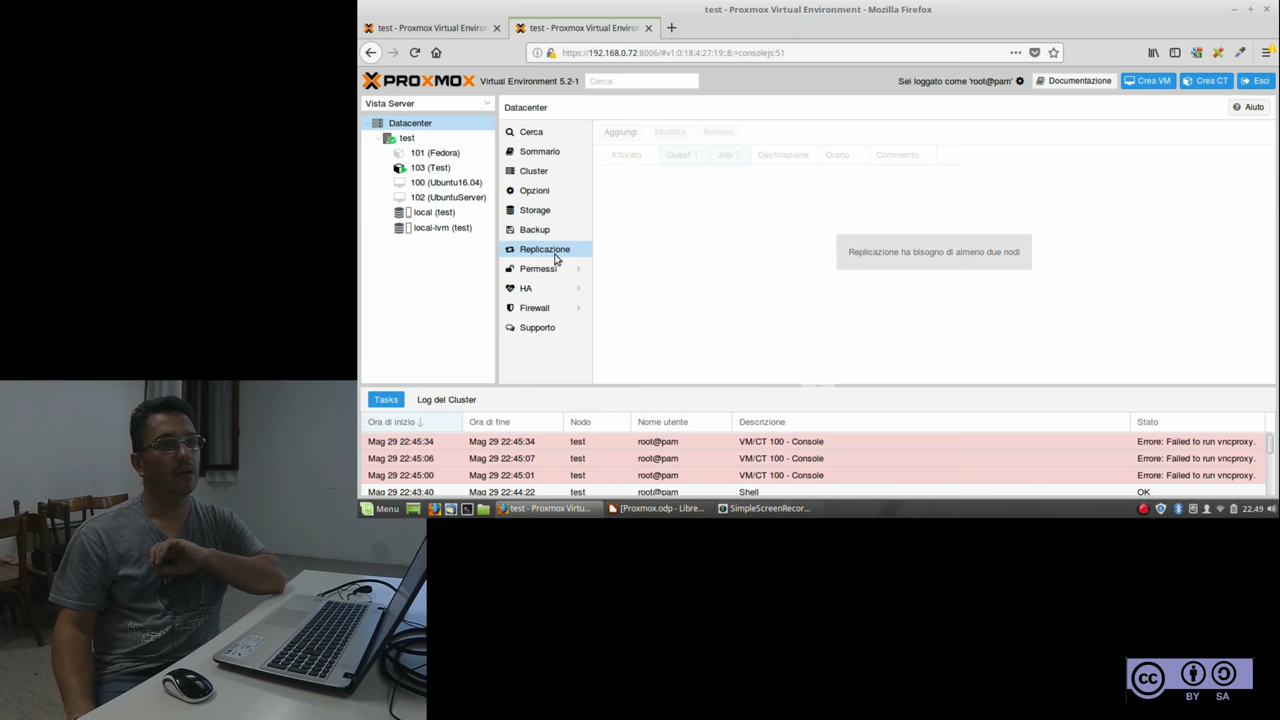 test - Proxmox Virtual Environment - Mozilla Firefox
test - Proxmox Virtual Environ
test - Proxmox Virtual Environ
https://192.168.0.72:8006/#v1:0:18:4:27:19::8:=consolejs:51
PROXMOX Virtual Environment 5.2-1 Cerca Sei loggato come 'root@pam' Documentazione Crea VM Crea CT Esci
Vista Server
Datacenter
test
101 (Fedora)
103 (Test)
100 (Ubuntu16.04)
102 (UbuntuServer)
local (test)
local-lvm (test)
Datacenter
Aiuto
Cerca
Sommario
Cluster
Opzioni
Storage
Backup
Replicazione
Permessi
HA
Firewall
Supporto
Aggiungi Modifica Rimuovi
Attivato Guest Job Destinazione Orario Commento
Replicazione ha bisogno di almeno due nodi
Tasks Log del Cluster
Ora di inizio Ora di fine Nodo Nome utente Descrizione Stato
Mag 29 22:45:34 Mag 29 22:45:34 test root@pam VM/CT 100 - Console Errore: Failed to run vncproxy.
Mag 29 22:45:06 Mag 29 22:45:07 test root@pam VM/CT 100 - Console Errore: Failed to run vncproxy.
Mag 29 22:45:00 Mag 29 22:45:01 test root@pam VM/CT 100 - Console Errore: Failed to run vncproxy.
Mag 29 22:43:40 Mag 29 22:44:22 test root@pam Shell OK
Menu test - Proxmox Virtu... [Proxmox.odp - Libre... SimpleScreenRecor... 22.49
cc
BY SA